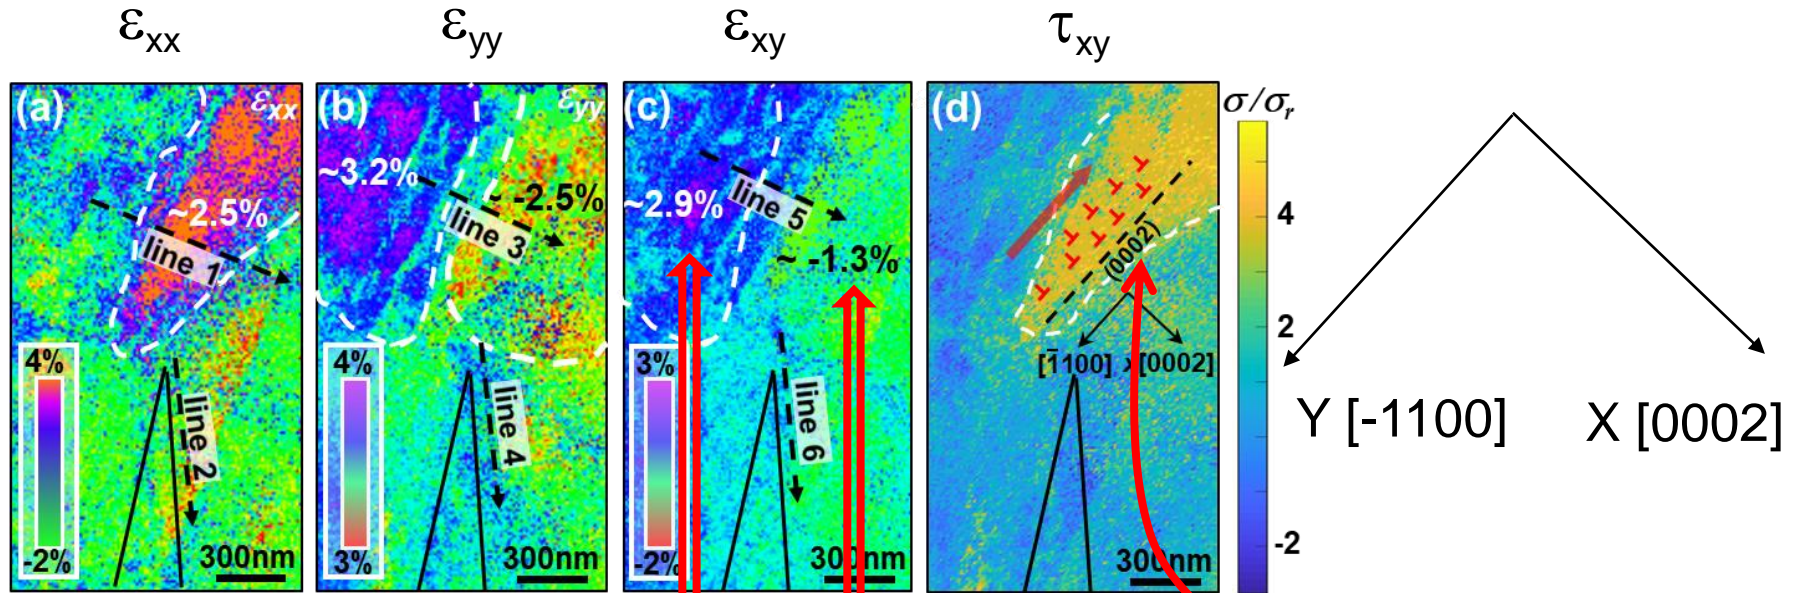 εxx
εyy
εxy
τxy
(a)
εxx
~2.5%
line 1
line 2
4%
-2%
300nm
(b)
εyy
~3.2%
~ -2.5%
line 3
line 4
4%
3%
300nm
(c)
~2.9%
line 5
~ -1.3%
line 6
3%
-2%
300nm
(d)
(0002)
[1̄100] x[0002]
300nm
σ/σr
4
2
-2
Y [-1100]
X [0002]